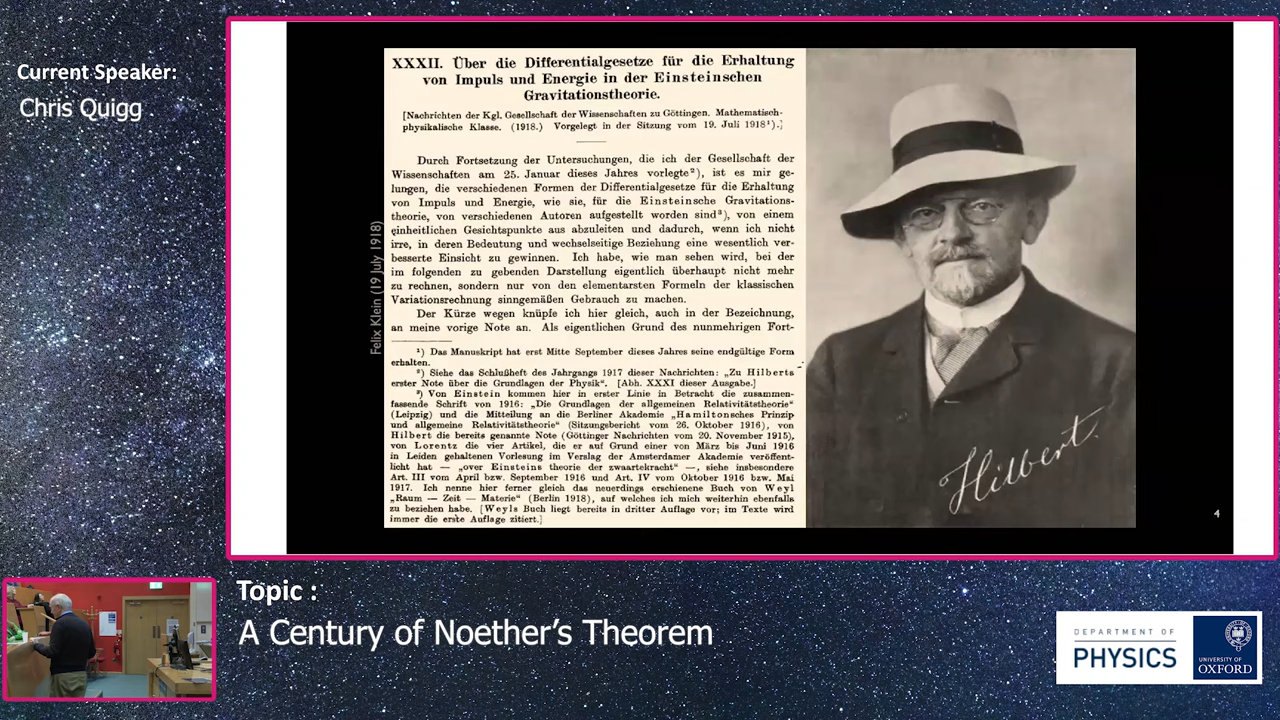 Current Speaker:
Chris Quigg
Felix Klein (19 July 1918)
XXXII. Über die Differentialgesetze für die Erhaltung
von Impuls und Energie in der Einsteinschen
Gravitationstheorie.
[Nachrichten der Kgl. Gesellschaft der Wissenschaften zu Göttingen. Mathematisch-
physikalische Klasse. (1918.) Vorgelegt in der Sitzung vom 19. Juli 1918¹).]
Durch Fortsetzung der Untersuchungen, die ich der Gesellschaft der
Wissenschaften am 25. Januar dieses Jahres vorlegte²), ist es mir ge-
lungen, die verschiedenen Formen der Differentialgesetze für die Erhaltung
von Impuls und Energie, wie sie, für die Einsteinsche Gravitations-
theorie, von verschiedenen Autoren aufgestellt worden sind³), von einem
einheitlichen Gesichtspunkte aus abzuleiten und dadurch, wenn ich nicht
irre, in deren Bedeutung und wechselseitige Beziehung eine wesentlich ver-
besserte Einsicht zu gewinnen. Ich habe, wie man sehen wird, bei der
im folgenden zu gebenden Darstellung eigentlich überhaupt nicht mehr
zu rechnen, sondern nur von den elementarsten Formeln der klassischen
Variationsrechnung sinngemäßen Gebrauch zu machen.
Der Kürze wegen knüpfe ich hier gleich, auch in der Bezeichnung,
an meine vorige Note an. Als eigentlichen Grund des nunmehrigen Fort-
¹) Das Manuskript hat erst Mitte September dieses Jahres seine endgültige Form
erhalten.
²) Siehe das Schlußheft des Jahrgangs 1917 dieser Nachrichten: „Zu Hilberts
erster Note über die Grundlagen der Physik“. [Abh. XXXI dieser Ausgabe.]
³) Von Einstein kommen hier in erster Linie in Betracht die zusammen-
fassende Schrift von 1916: „Die Grundlagen der allgemeinen Relativitätstheorie“
(Leipzig) und die Mitteilung an die Berliner Akademie „Hamiltonsches Prinzip
und allgemeine Relativitätstheorie“ (Sitzungsbericht vom 26. Oktober 1916), von
Hilbert die bereits genannte Note (Göttinger Nachrichten vom 20. November 1915),
von Lorentz die vier Artikel, die er auf Grund einer von März bis Juni 1916
in Leiden gehaltenen Vorlesung im Verslag der Amsterdamer Akademie veröffent-
licht hat — „over Einsteins theorie der zwaartekracht“ —, siehe insbesondere
Art. III vom April bzw. September 1916 und Art. IV vom Oktober 1916 bzw. Mai
1917. Ich nenne hier ferner gleich das neuerdings erschienene Buch von Weyl
„Raum — Zeit — Materie“ (Berlin 1918), auf welches ich mich weiterhin ebenfalls
zu beziehen habe. [Weyls Buch liegt bereits in dritter Auflage vor; im Texte wird
immer die erste Auflage zitiert.]
Hilbert.
4
Topic :
A Century of Noether's Theorem
DEPARTMENT OF
PHYSICS
UNIVERSITY OF
OXFORD